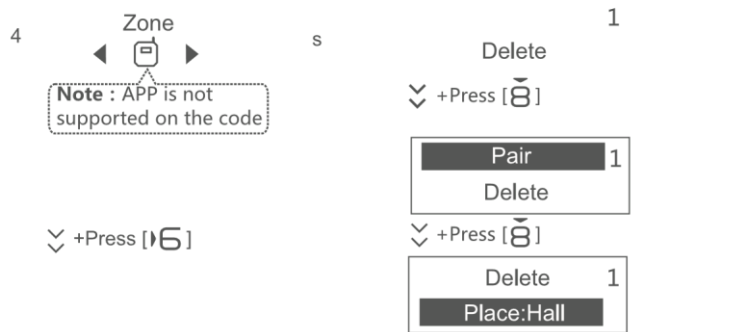 4
Zone
Note : APP is not
supported on the code
+Press [6]
s
1
Delete
+Press [8]
Pair 1
Delete
+Press [8]
Delete 1
Place:Hall